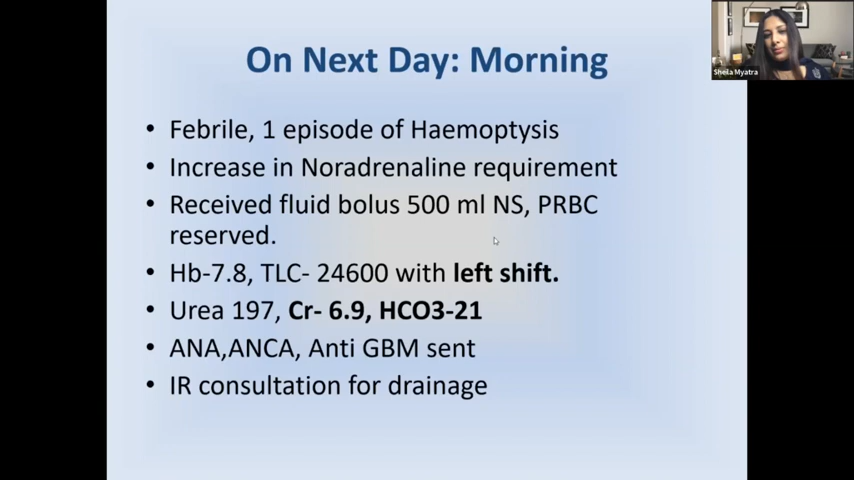 On Next Day: Morning
• Febrile, 1 episode of Haemoptysis
• Increase in Noradrenaline requirement
• Received fluid bolus 500 ml NS, PRBC
reserved.
• Hb-7.8, TLC- 24600 with left shift.
• Urea 197, Cr- 6.9, HCO3-21
• ANA,ANCA, Anti GBM sent
• IR consultation for drainage
Sheila Myatra